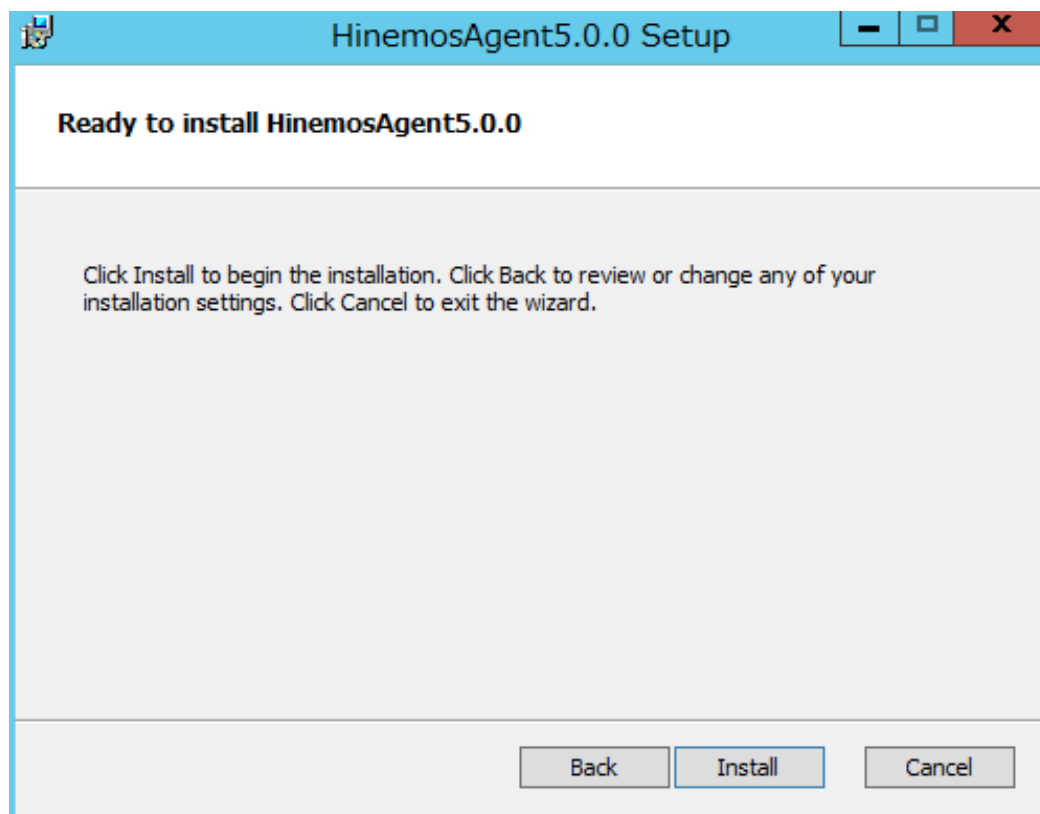 HinemosAgent5.0.0 Setup
Ready to install HinemosAgent5.0.0
Click Install to begin the installation. Click Back to review or change any of your
installation settings. Click Cancel to exit the wizard.
Back Install Cancel